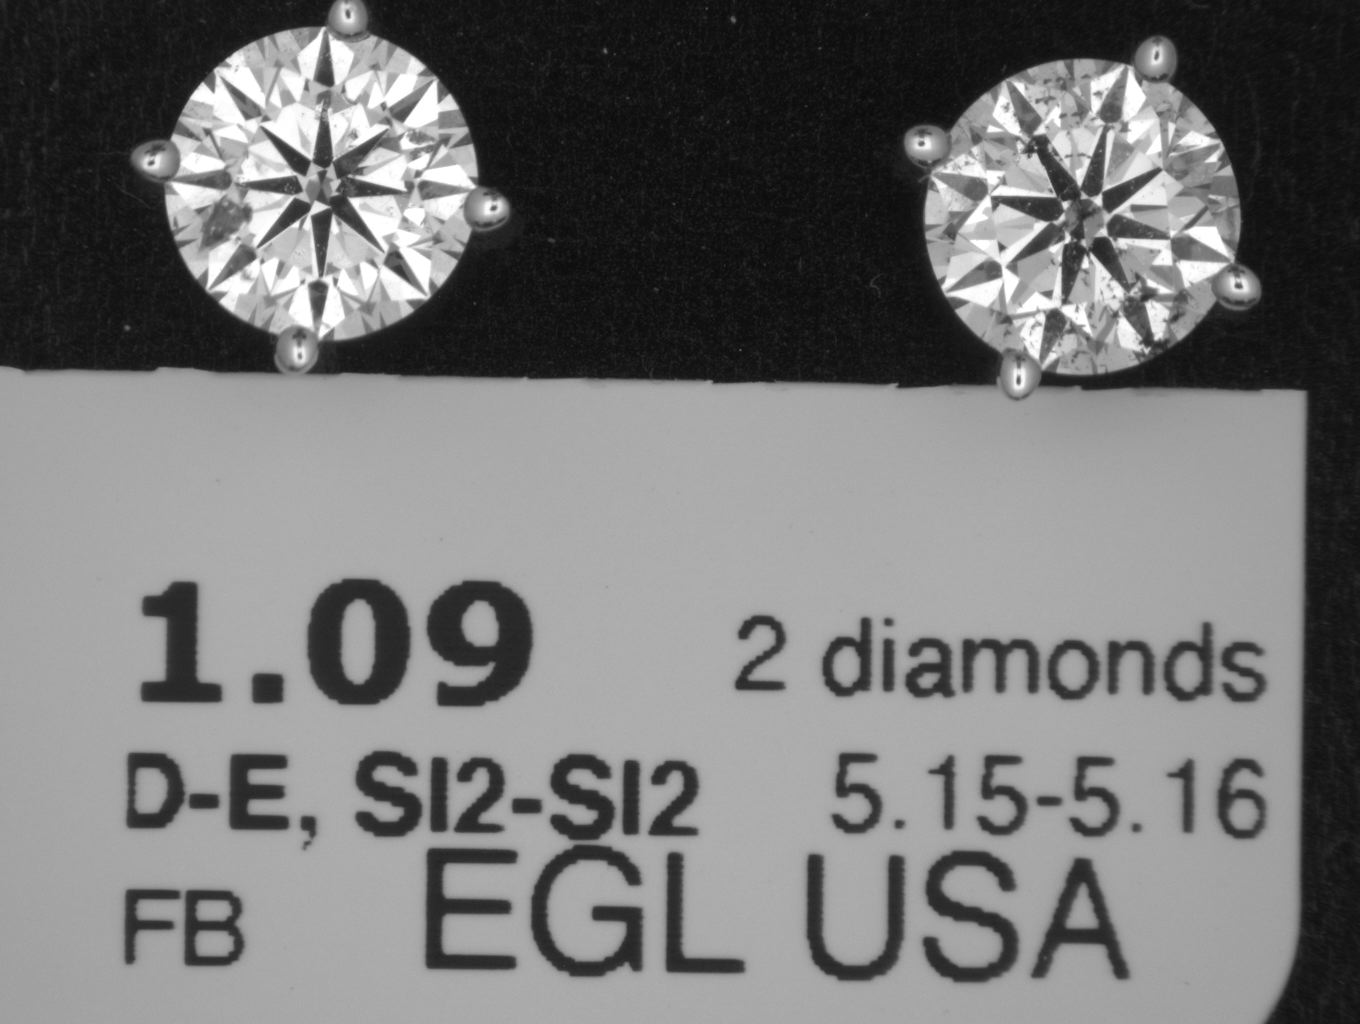 1.09 2 diamonds
D-E, SI2-SI2 5.15-5.16
FB EGL USA